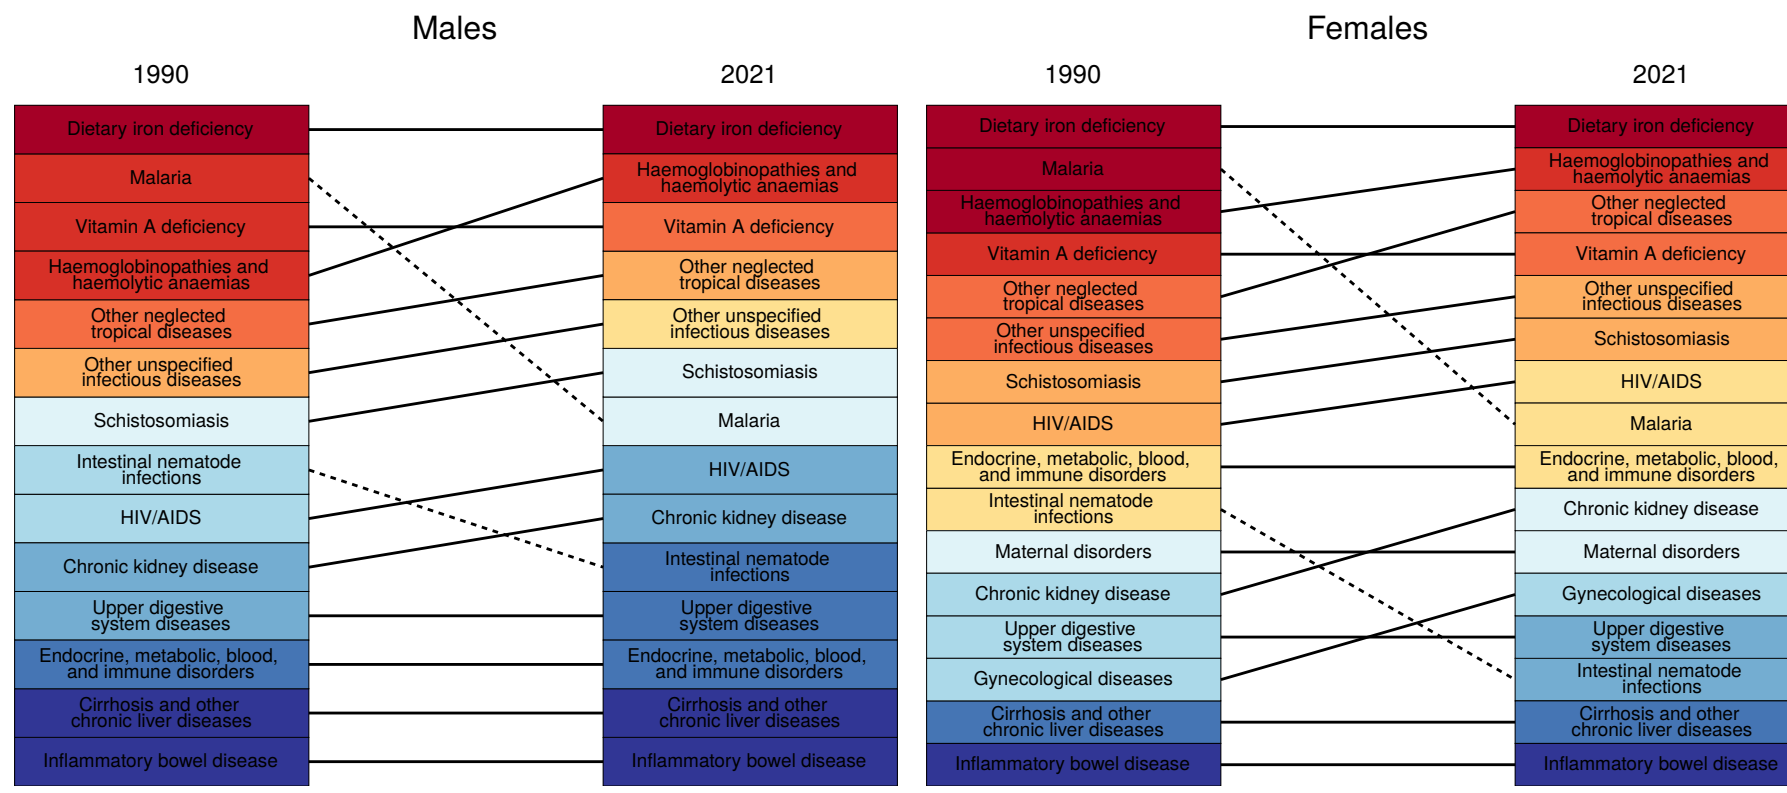 Males
1990
2021
Dietary iron deficiency
Malaria
Vitamin A deficiency
Haemoglobinopathies and
haemolytic anaemias
Other neglected
tropical diseases
Other unspecified
infectious diseases
Schistosomiasis
Intestinal nematode
infections
HIV/AIDS
Chronic kidney disease
Upper digestive
system diseases
Endocrine, metabolic, blood,
and immune disorders
Cirrhosis and other
chronic liver diseases
Inflammatory bowel disease
Dietary iron deficiency
Haemoglobinopathies and
haemolytic anaemias
Vitamin A deficiency
Other neglected
tropical diseases
Other unspecified
infectious diseases
Schistosomiasis
Malaria
HIV/AIDS
Chronic kidney disease
Intestinal nematode
infections
Upper digestive
system diseases
Endocrine, metabolic, blood,
and immune disorders
Cirrhosis and other
chronic liver diseases
Inflammatory bowel disease
Females
1990
2021
Dietary iron deficiency
Malaria
Haemoglobinopathies and
haemolytic anaemias
Vitamin A deficiency
Other neglected
tropical diseases
Other unspecified
infectious diseases
Schistosomiasis
HIV/AIDS
Endocrine, metabolic, blood,
and immune disorders
Intestinal nematode
infections
Maternal disorders
Chronic kidney disease
Upper digestive
system diseases
Gynecological diseases
Cirrhosis and other
chronic liver diseases
Inflammatory bowel disease
Dietary iron deficiency
Haemoglobinopathies and
haemolytic anaemias
Other neglected
tropical diseases
Vitamin A deficiency
Other unspecified
infectious diseases
Schistosomiasis
HIV/AIDS
Malaria
Endocrine, metabolic, blood,
and immune disorders
Chronic kidney disease
Maternal disorders
Gynecological diseases
Upper digestive
system diseases
Intestinal nematode
infections
Cirrhosis and other
chronic liver diseases
Inflammatory bowel disease